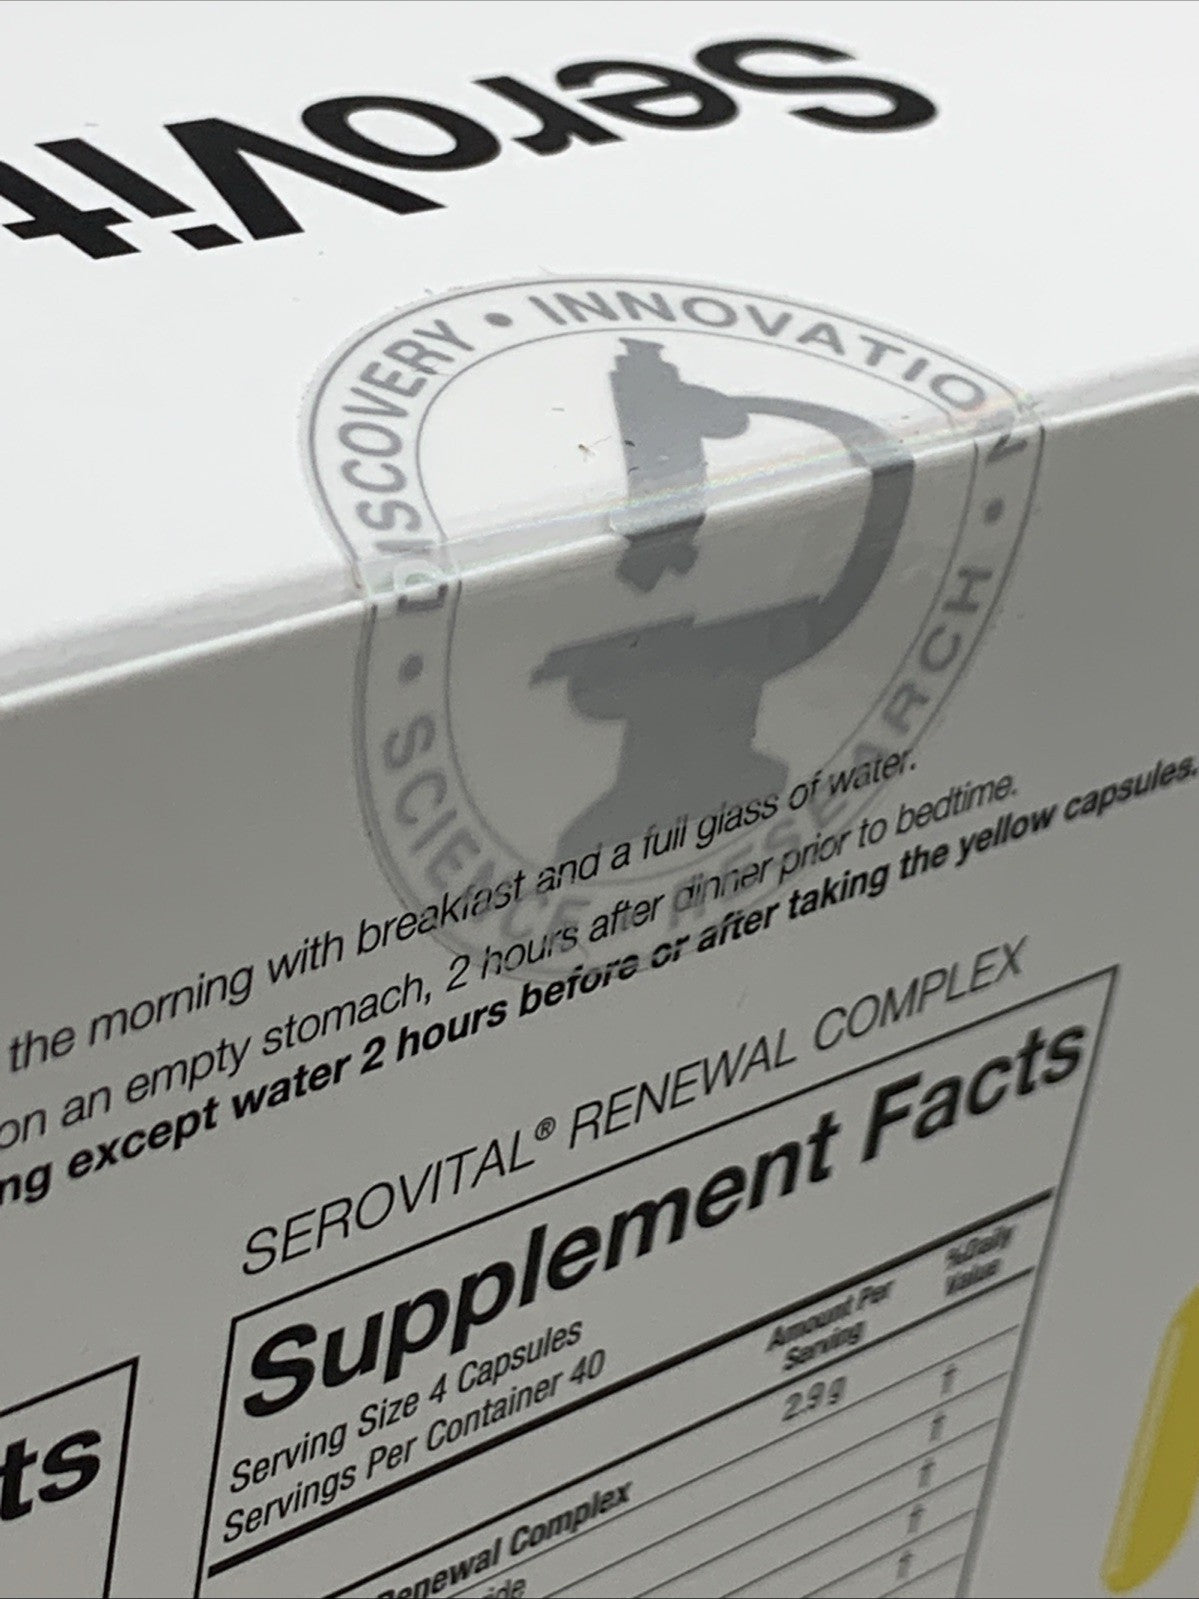 SeroVit
DISCOVERY • INNOVATION • RESEARCH
• SCIENCE
the morning with breakfast and a full glass of water.
on an empty stomach, 2 hours after dinner prior to bedtime.
ng except water 2 hours before or after taking the yellow capsules.
SEROVITAL® RENEWAL COMPLEX
Supplement Facts
Serving Size 4 Capsules
Servings Per Container 40
Amount Per
Serving
%Daily
Value
2.9 g
†
†
†
†
†
Renewal Complex
ide
ts